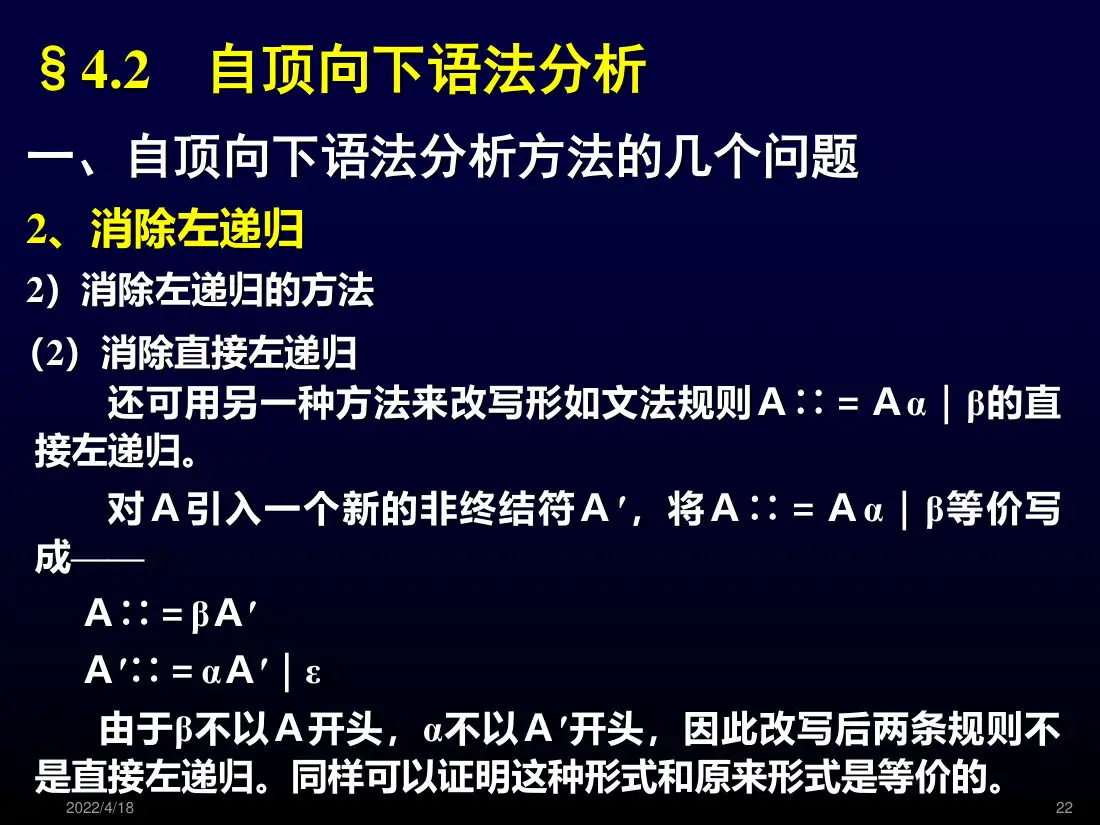 §4.2 自顶向下语法分析
一、自顶向下语法分析方法的几个问题
2、消除左递归
2）消除左递归的方法
（2）消除直接左递归
还可用另一种方法来改写形如文法规则A∷= Aα｜β的直
接左递归。
对A引入一个新的非终结符A′，将A∷= Aα｜β等价写
成——
A∷=βA′
A′∷=αA′｜ε
由于β不以A开头，α不以A′开头，因此改写后两条规则不
是直接左递归。同样可以证明这种形式和原来形式是等价的。
2022/4/18
22